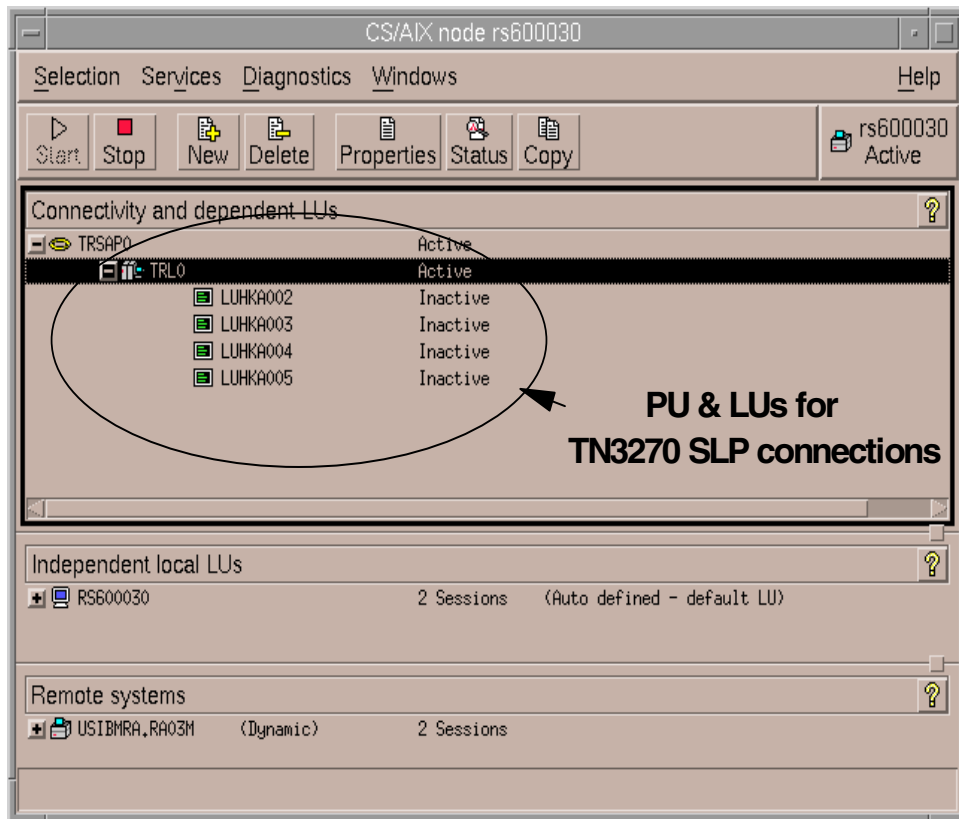 CS/AIX node rs600030
Selection Services Diagnostics Windows Help
Start Stop New Delete Properties Status Copy rs600030
Active
Connectivity and dependent LUs ?
TRSAP0 Active
TRL0 Active
LUHKA002 Inactive
LUHKA003 Inactive
LUHKA004 Inactive
LUHKA005 Inactive
PU & LUs for
TN3270 SLP connections
Independent local LUs ?
RS600030 2 Sessions (Auto defined - default LU)
Remote systems ?
USIBMRA.RA03M (Dynamic) 2 Sessions